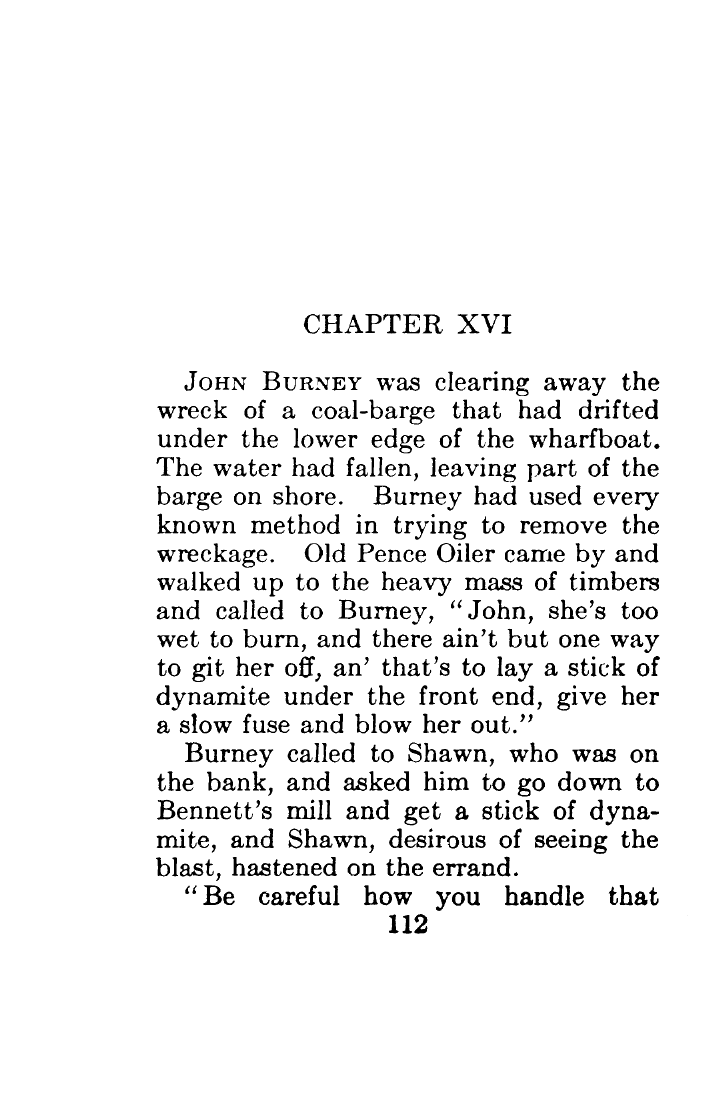 CHAPTER XVI
JOHN BURNEY was clearing away the
wreck of a coal-barge that had drifted
under the lower edge of the wharfboat.
The water had fallen, leaving part of the
barge on shore. Burney had used every
known method in trying to remove the
wreckage. Old Pence Oiler came by and
walked up to the heavy mass of timbers
and called to Burney, “John, she’s too
wet to burn, and there ain’t but one way
to git her off, an’ that’s to lay a stick of
dynamite under the front end, give her
a slow fuse and blow her out.”
Burney called to Shawn, who was on
the bank, and asked him to go down to
Bennett’s mill and get a stick of dyna-
mite, and Shawn, desirous of seeing the
blast, hastened on the errand.
“Be careful how you handle that
112